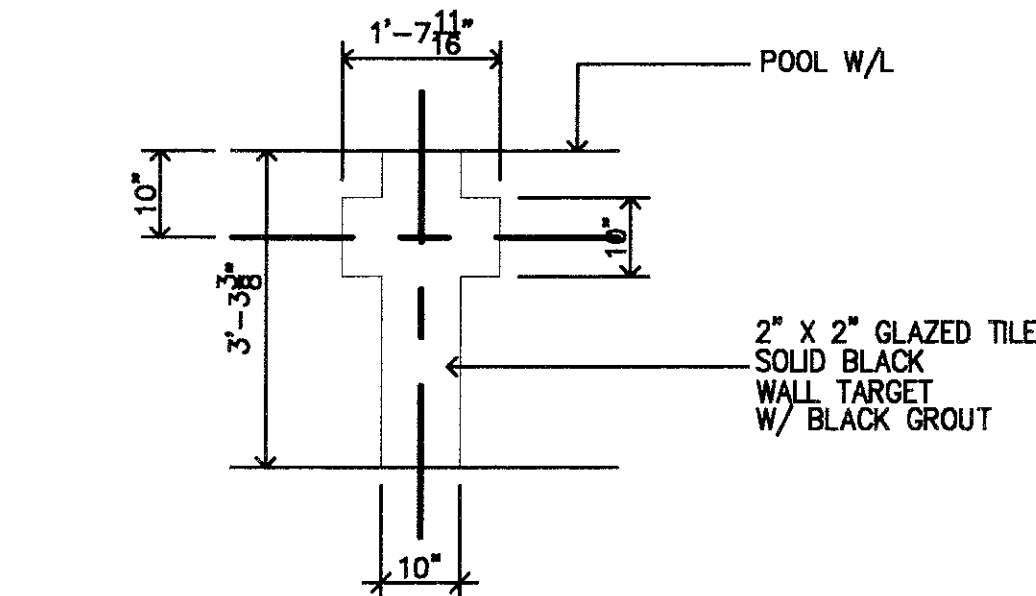 1'-7 11/16"
POOL W/L
10"
10"
3'-3 3/8"
2" X 2" GLAZED TILE
SOLID BLACK
WALL TARGET
W/ BLACK GROUT
10"